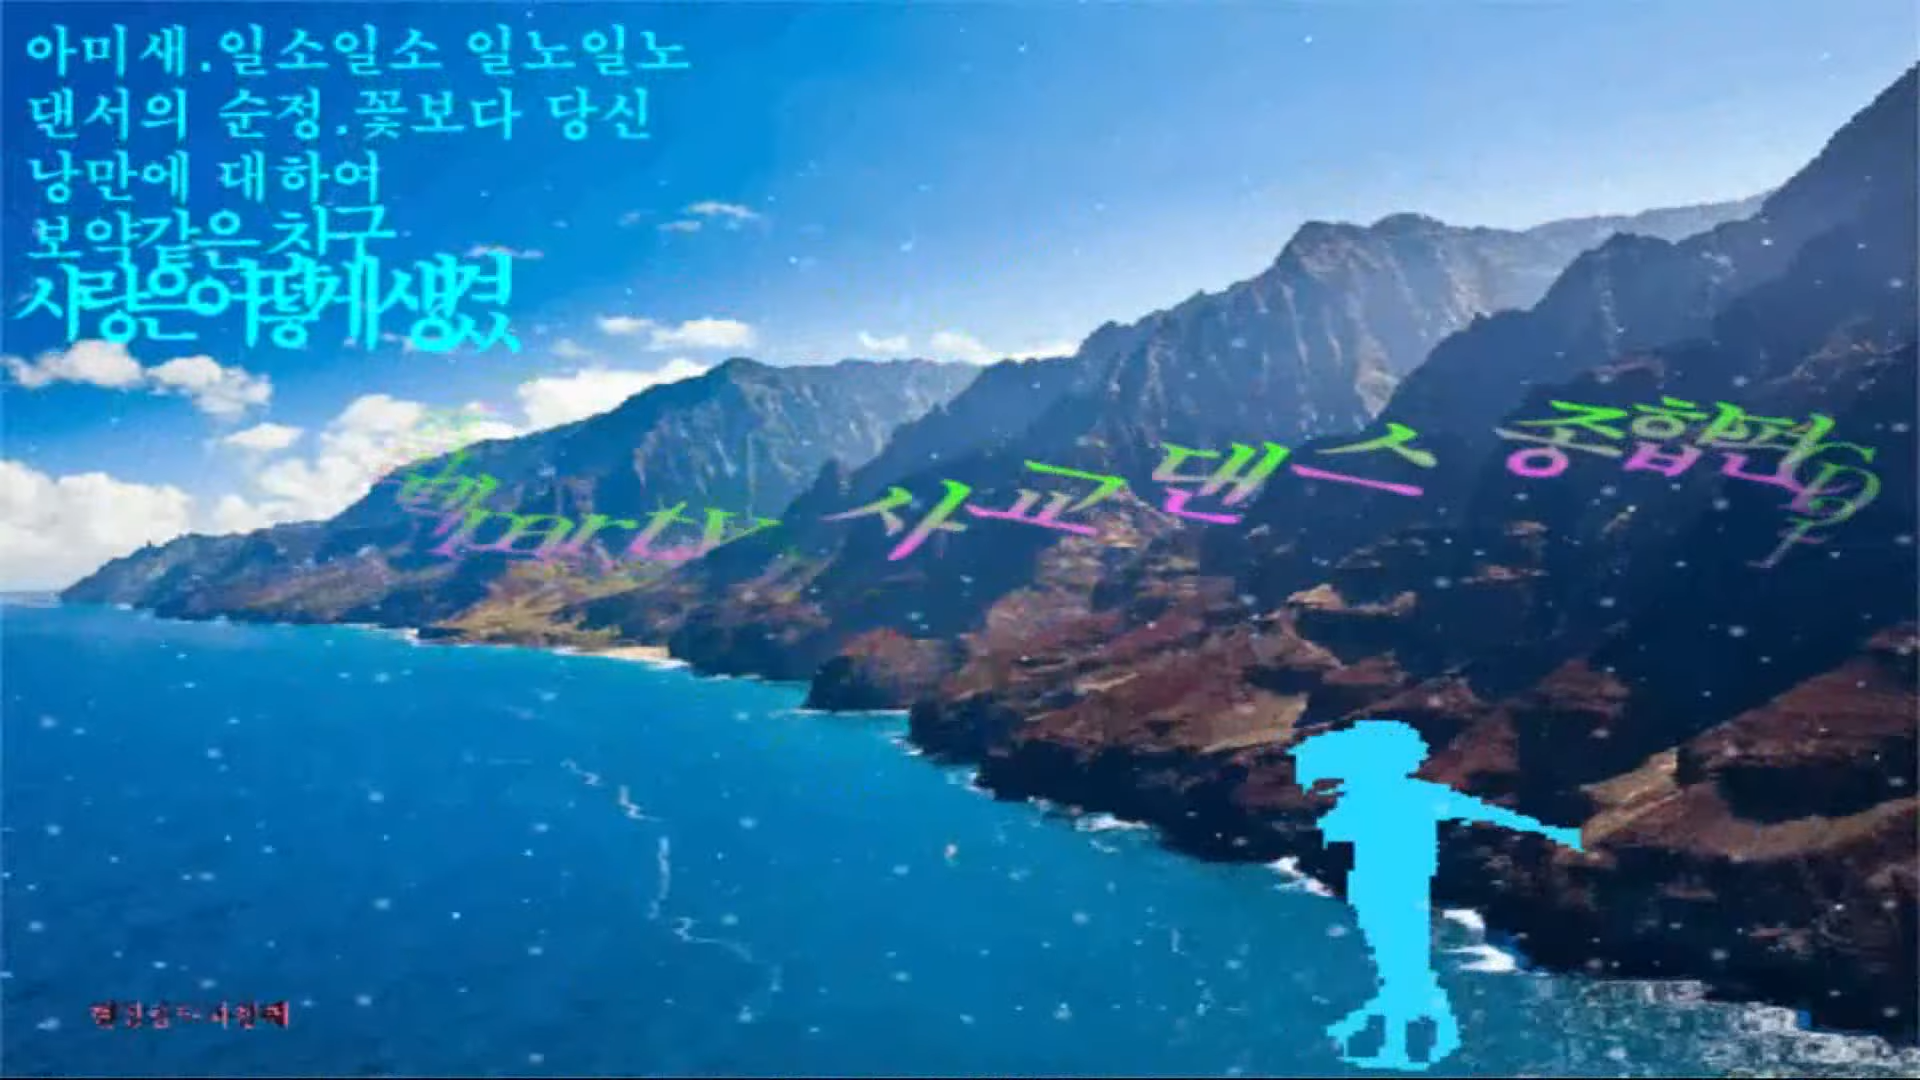 아미새.일소일소 일노일노
댄서의 순정.꽃보다 당신
낭만에 대하여
보약같은 친구
사랑은 어떻게 생겼
party 사교댄스 종합편